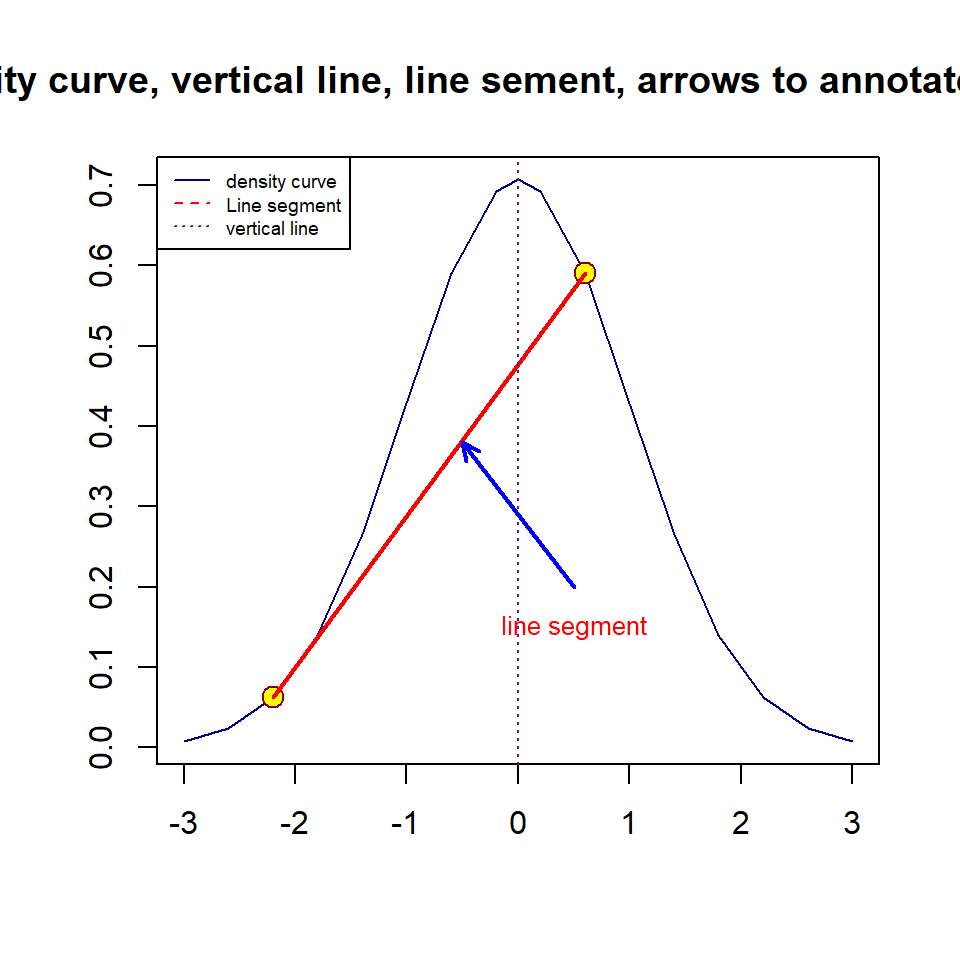 ity curve, vertical line, line sement, arrows to annotate
density curve
Line segment
vertical line
0.7
0.6
0.5
0.4
0.3
0.2
0.1
0.0
line segment
-3 -2 -1 0 1 2 3